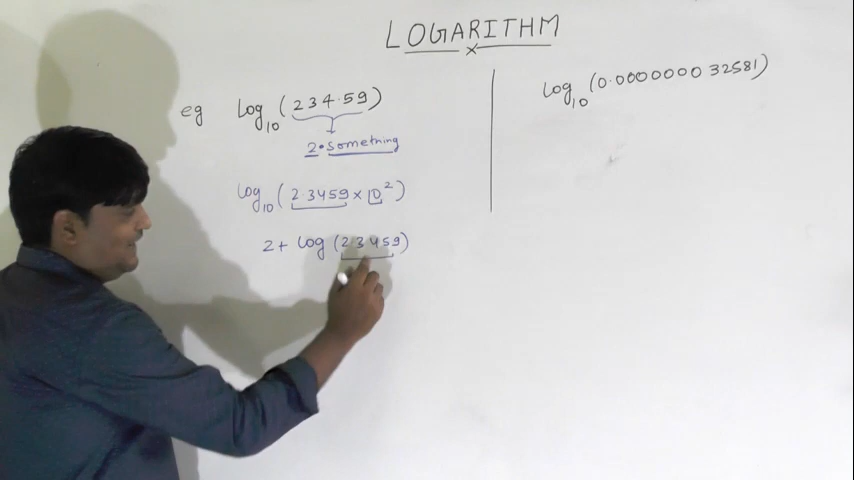 LOGARITHM
eg log10 (234.59)
2.something
log10 (2.3459 × 10²)
2 + log (2.3459)
log10 (0.0000000 32581)